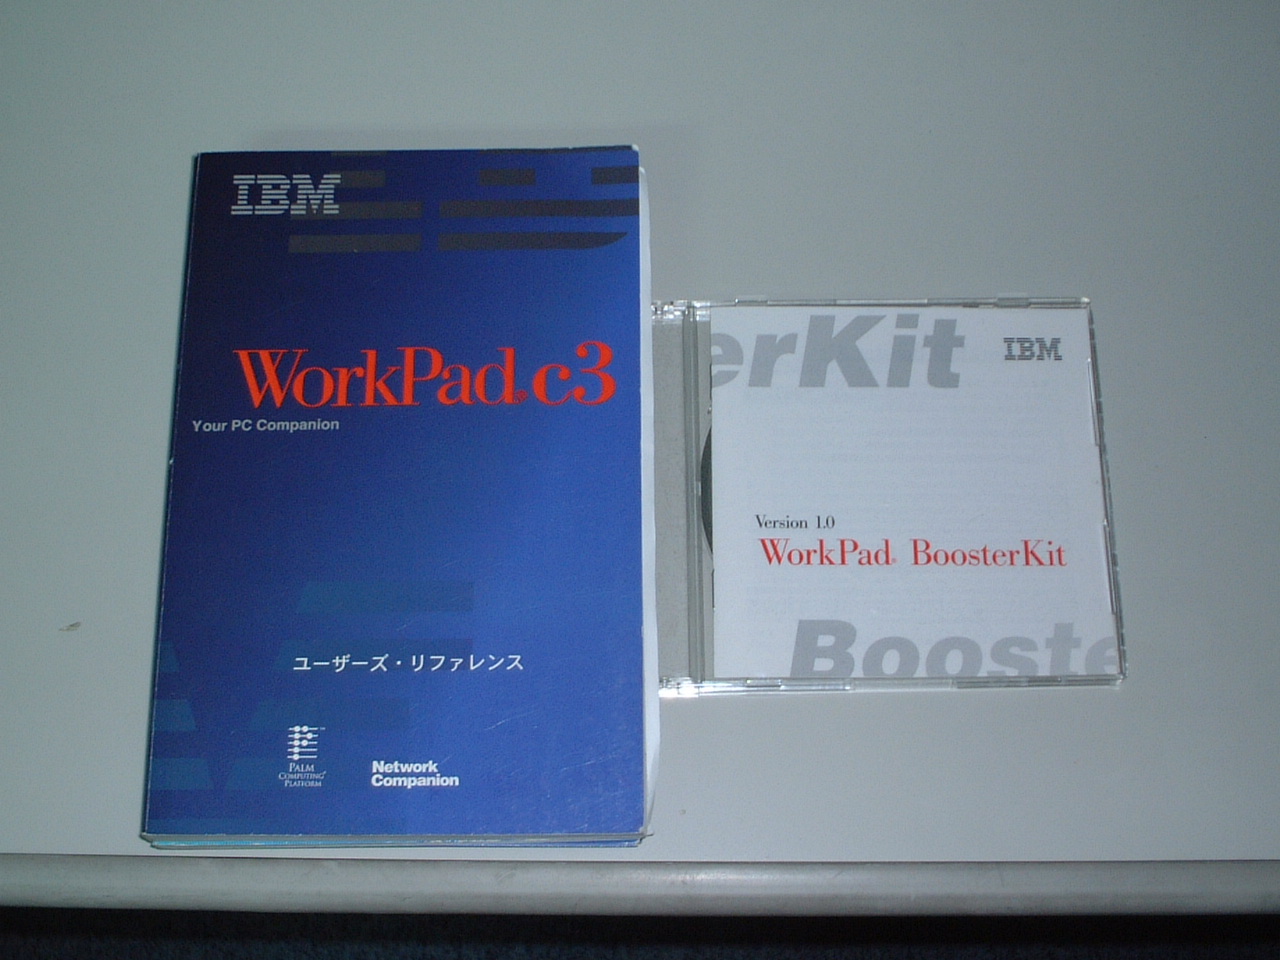 IBM
WorkPad® c3
Your PC Companion
ユーザーズ・リファレンス
PALM
COMPUTING®
PLATFORM
Network
Companion
erKit
IBM
Version 1.0
WorkPad® BoosterKit
Booste